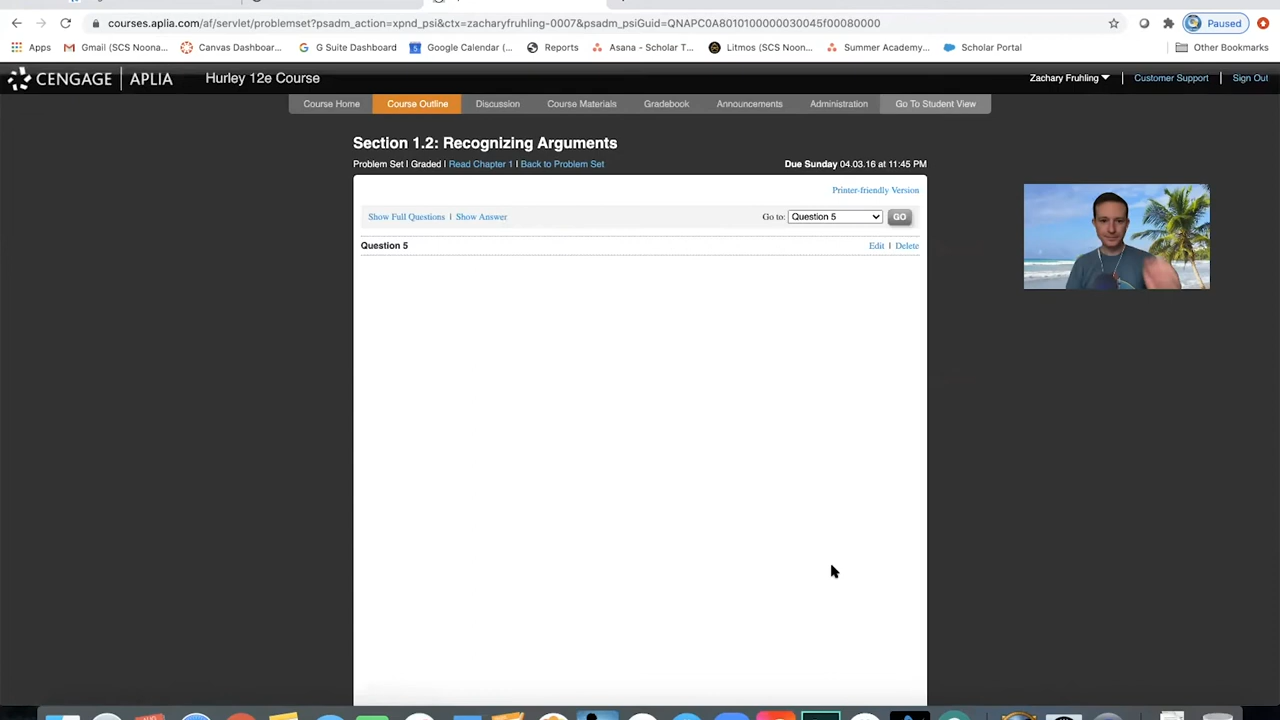 courses.aplia.com/af/servlet/problemset?psadm_action=xpnd_psi&ctx=zacharyfruhling-0007&psadm_psiGuid=QNAPC0A8010100000030045f00080000
Paused
Apps Gmail (SCS Noona... Canvas Dashboar... G Suite Dashboard Google Calendar (... Reports Asana - Scholar T... Litmos (SCS Noon... Summer Academy... Scholar Portal Other Bookmarks
CENGAGE | APLIA Hurley 12e Course Zachary Fruhling | Customer Support | Sign Out
Course Home Course Outline Discussion Course Materials Gradebook Announcements Administration Go To Student View
Section 1.2: Recognizing Arguments
Problem Set | Graded | Read Chapter 1 | Back to Problem Set Due Sunday 04.03.16 at 11:45 PM
Printer-friendly Version
Show Full Questions | Show Answer Go to: Question 5 GO
Question 5 Edit | Delete